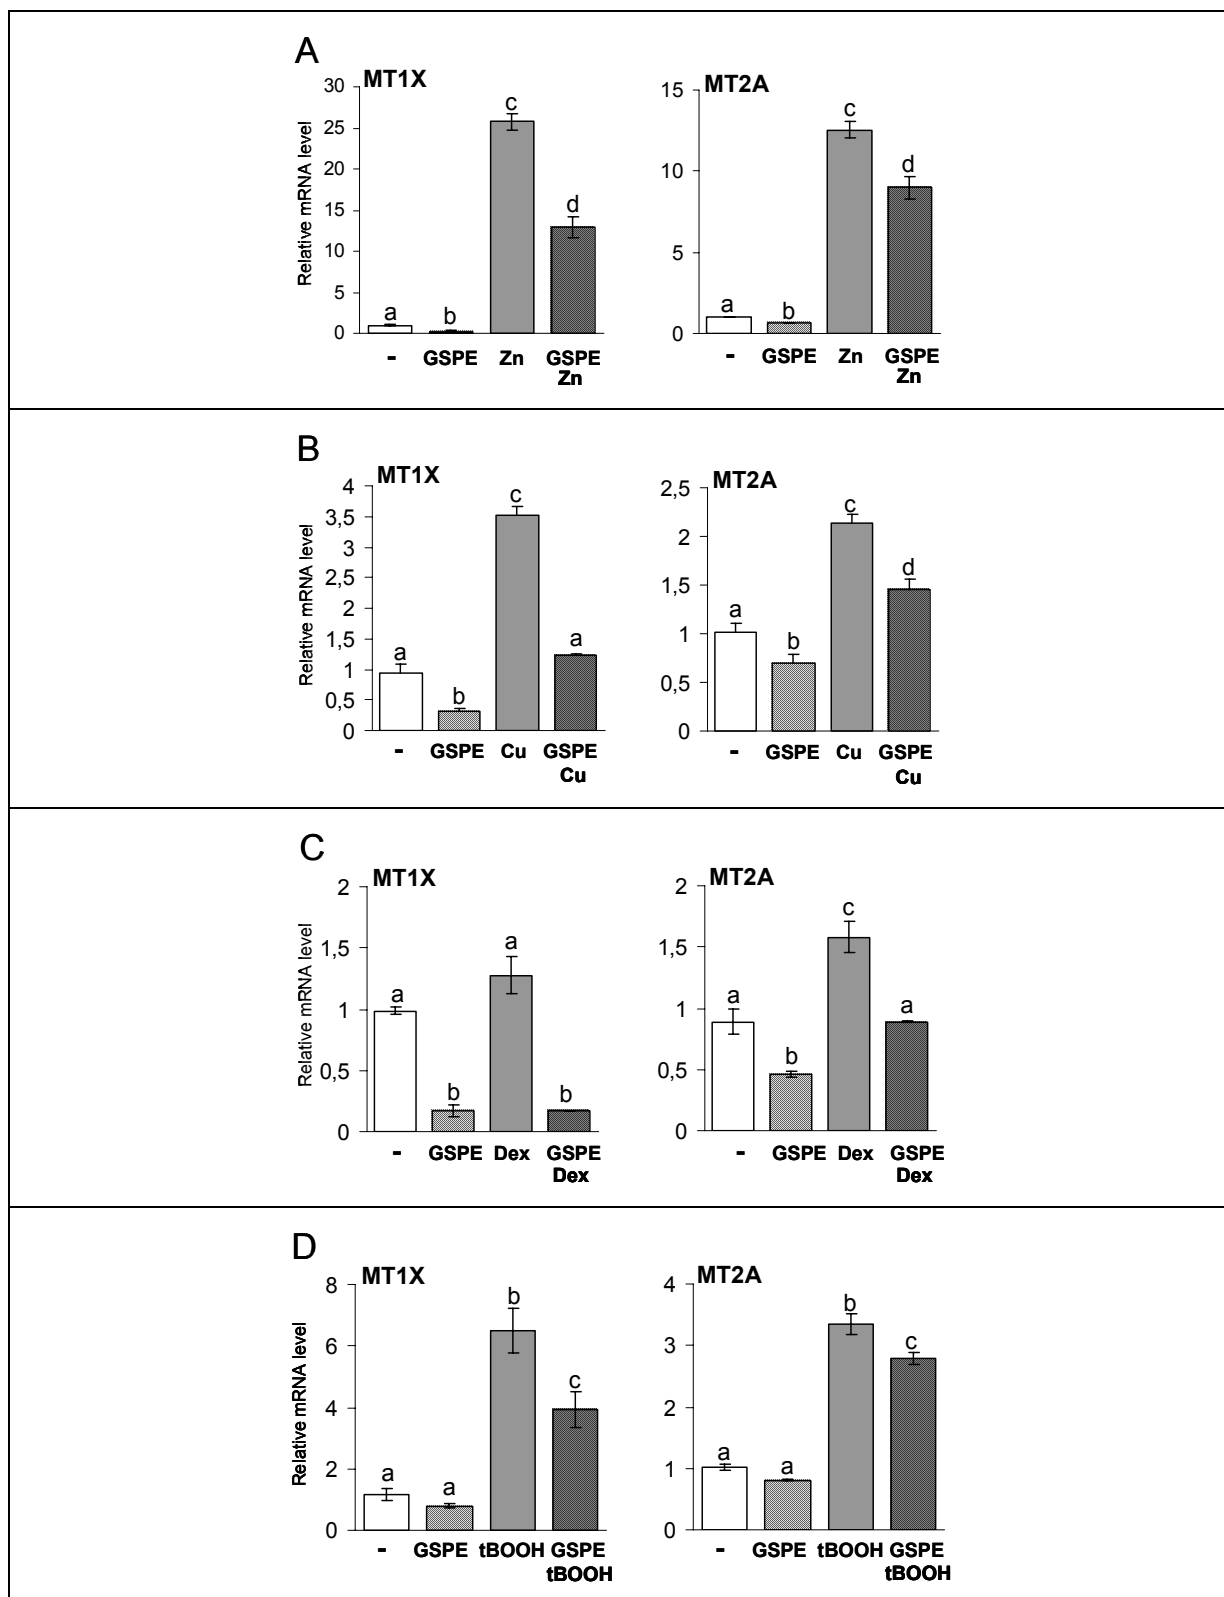 A
MT1X
MT2A
Relative mRNA level
30
25
20
15
10
5
0
a
b
c
d
- GSPE Zn GSPE
Zn
15
10
5
0
a
b
c
d
- GSPE Zn GSPE
Zn
B
MT1X
MT2A
Relative mRNA level
4
3,5
3
2,5
2
1,5
1
0,5
0
a
b
c
a
- GSPE Cu GSPE
Cu
2,5
2
1,5
1
0,5
0
a
b
c
d
- GSPE Cu GSPE
Cu
C
MT1X
MT2A
Relative mRNA level
2
1,5
1
0,5
0
a
b
a
b
- GSPE Dex GSPE
Dex
2
1,5
1
0,5
0
a
b
c
a
- GSPE Dex GSPE
Dex
D
MT1X
MT2A
Relative mRNA level
8
6
4
2
0
a
a
b
c
- GSPE tBOOH GSPE
tBOOH
4
3
2
1
0
a
a
b
c
- GSPE tBOOH GSPE
tBOOH